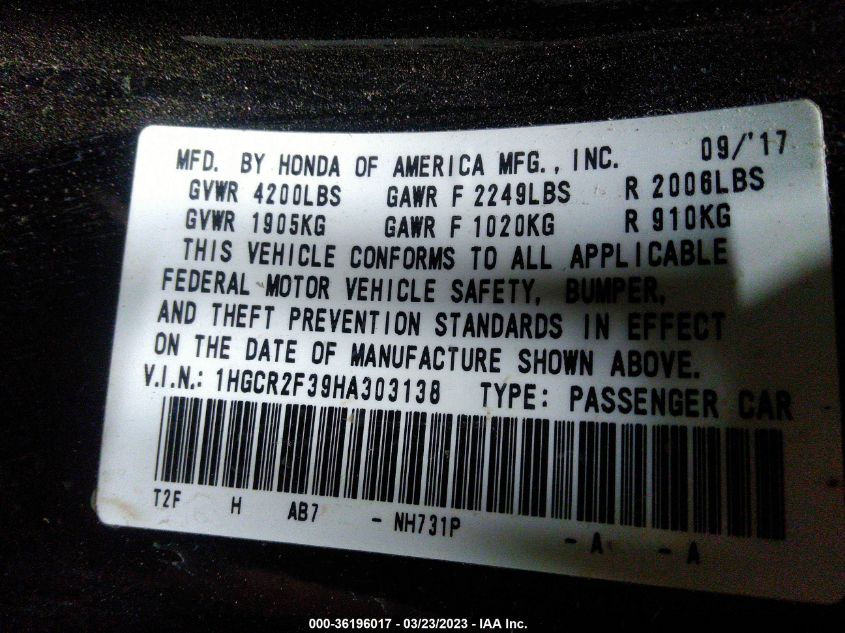 MFD. BY HONDA OF AMERICA MFG., INC. 09/'17
GVWR 4200LBS GAWR F 2249LBS R 2006LBS
GVWR 1905KG GAWR F 1020KG R 910KG
THIS VEHICLE CONFORMS TO ALL APPLICABLE
FEDERAL MOTOR VEHICLE SAFETY, BUMPER,
AND THEFT PREVENTION STANDARDS IN EFFECT
ON THE DATE OF MANUFACTURE SHOWN ABOVE.
V.I.N.: 1HGCR2F39HA303138 TYPE: PASSENGER CAR
T2F H AB7 - NH731P - A - A
000-36196017 - 03/23/2023 - IAA Inc.